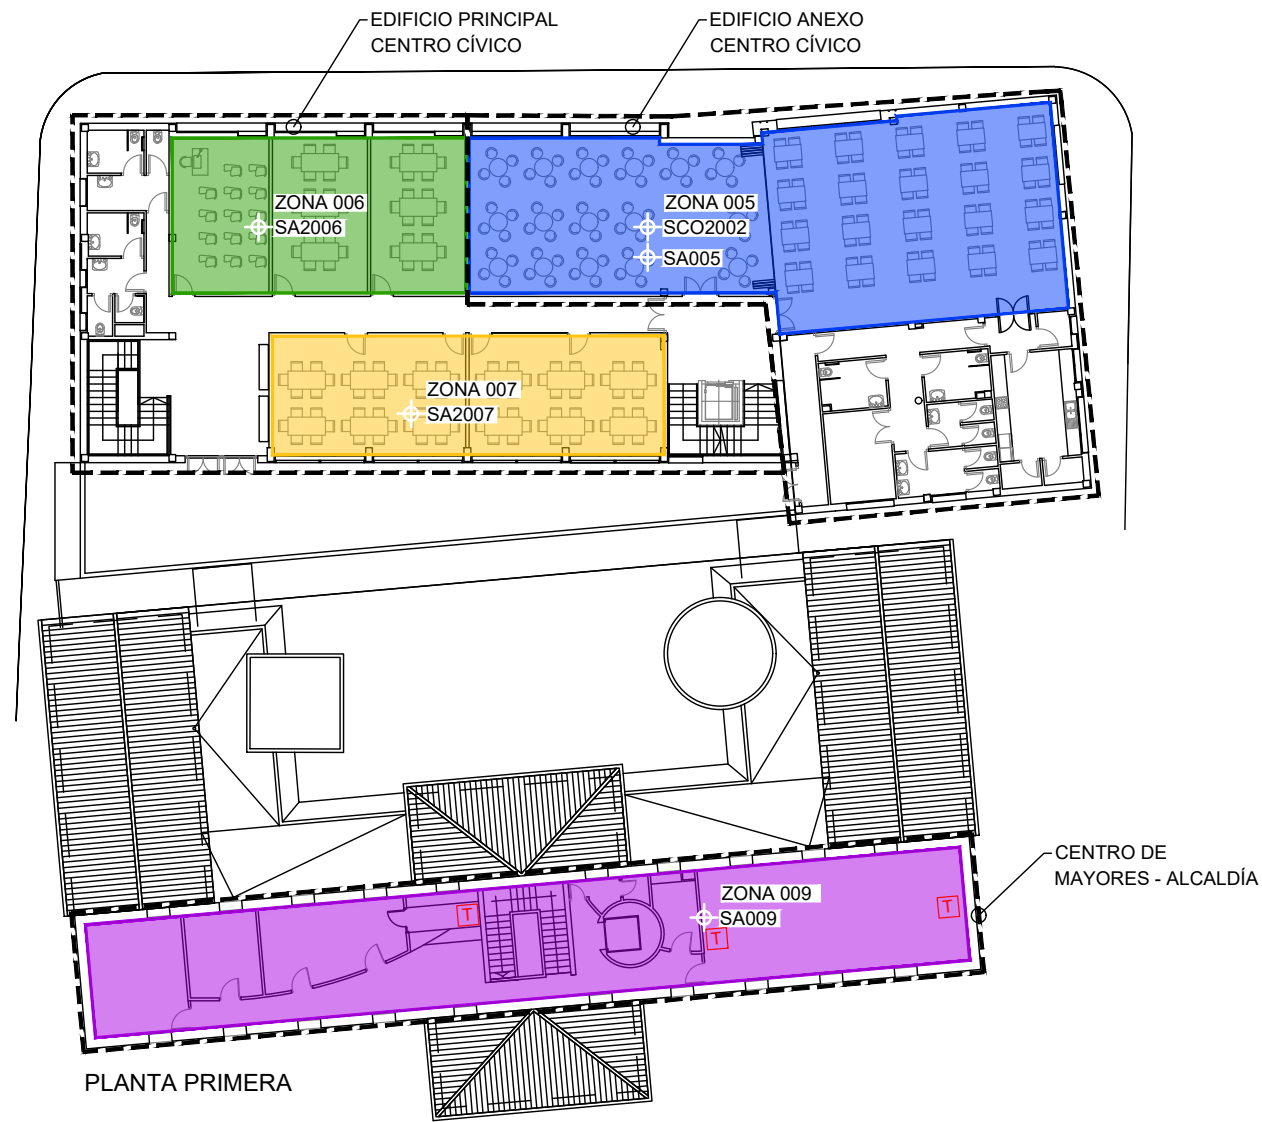 EDIFICIO PRINCIPAL
CENTRO CÍVICO
EDIFICIO ANEXO
CENTRO CÍVICO
ZONA 006
SA2006
ZONA 005
SCO2002
SA005
ZONA 007
SA2007
CENTRO DE
MAYORES - ALCALDÍA
ZONA 009
SA009
T
T
T
PLANTA PRIMERA